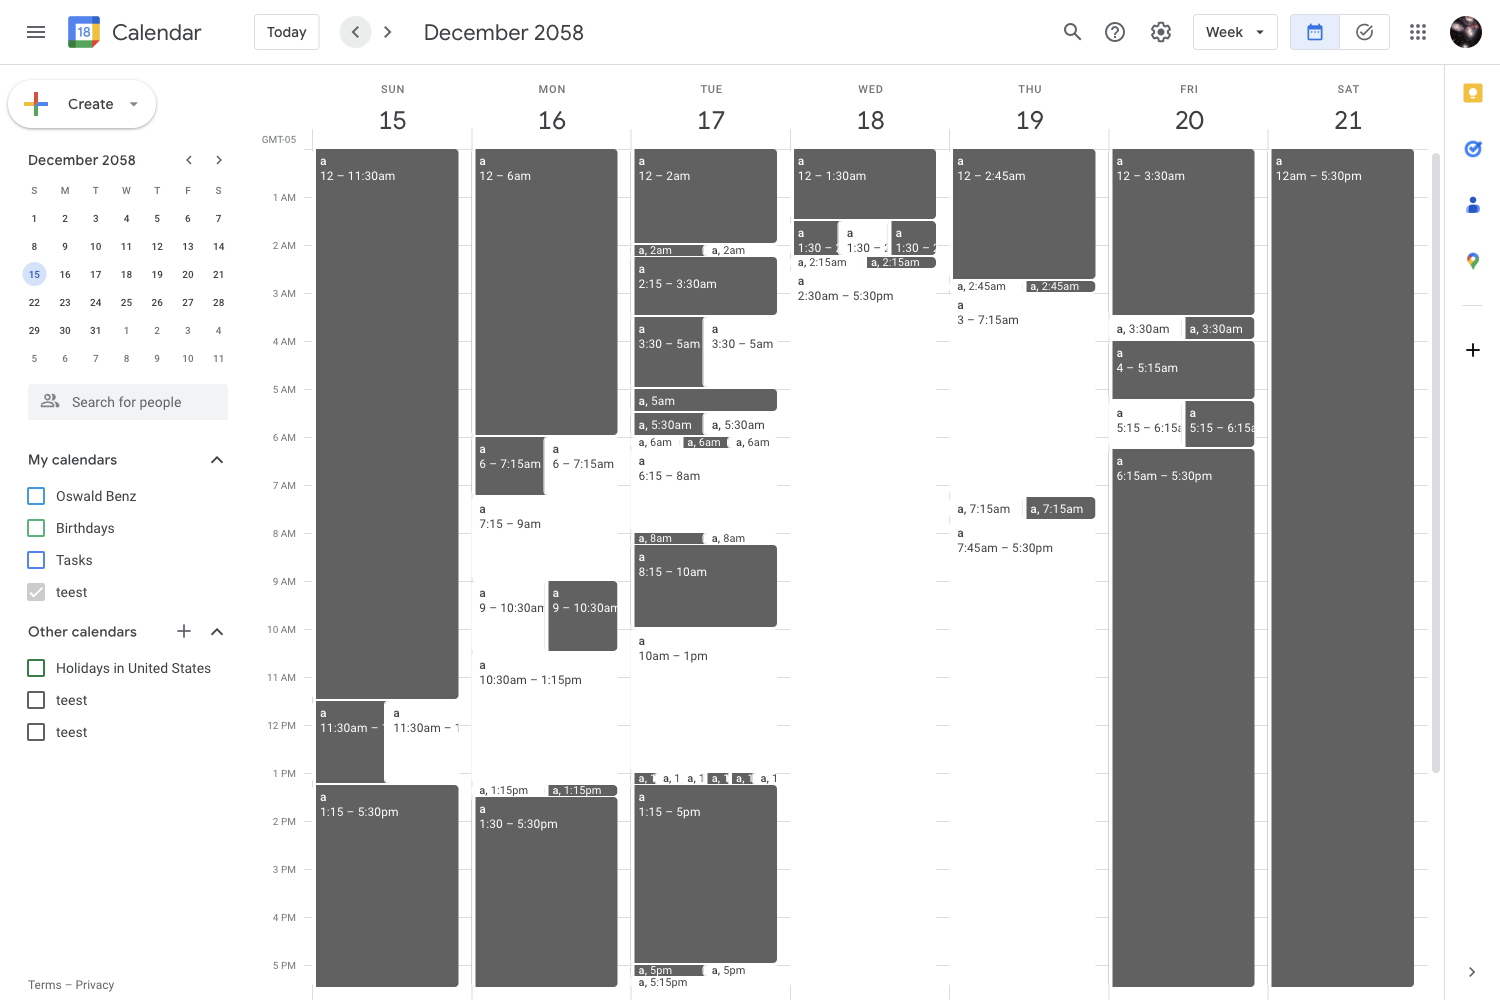 18 Calendar
Today
December 2058
Week
Create
December 2058
S M T W T F S
1 2 3 4 5 6 7
8 9 10 11 12 13 14
15 16 17 18 19 20 21
22 23 24 25 26 27 28
29 30 31 1 2 3 4
5 6 7 8 9 10 11
Search for people
My calendars
Oswald Benz
Birthdays
Tasks
teest
Other calendars
Holidays in United States
teest
teest
Terms – Privacy
GMT-05
1 AM
2 AM
3 AM
4 AM
5 AM
6 AM
7 AM
8 AM
9 AM
10 AM
11 AM
12 PM
1 PM
2 PM
3 PM
4 PM
5 PM
SUN
15
a
12 – 11:30am
a
11:30am –
a
11:30am – 1
a
1:15 – 5:30pm
MON
16
a
12 – 6am
a
6 – 7:15am
a
6 – 7:15am
a
7:15 – 9am
a
9 – 10:30am
a
9 – 10:30am
a
10:30am – 1:15pm
a, 1:15pm
a, 1:15pm
a
1:30 – 5:30pm
TUE
17
a
12 – 2am
a, 2am
a, 2am
a
2:15 – 3:30am
a
3:30 – 5am
a
3:30 – 5am
a, 5am
a, 5:30am
a, 5:30am
a, 6am
a, 6am
a, 6am
a
6:15 – 8am
a, 8am
a, 8am
a
8:15 – 10am
a
10am – 1pm
a, 1
a, 1
a, 1
a, 1
a, 1
a, 1
a
1:15 – 5pm
a, 5pm
a, 5pm
a, 5:15pm
WED
18
a
12 – 1:30am
a
1:30 – 2
a
1:30 – 2
a
1:30 – 2
a, 2:15am
a, 2:15am
a
2:30am – 5:30pm
THU
19
a
12 – 2:45am
a, 2:45am
a, 2:45am
a
3 – 7:15am
a, 7:15am
a, 7:15am
a
7:45am – 5:30pm
FRI
20
a
12 – 3:30am
a, 3:30am
a, 3:30am
a
4 – 5:15am
a
5:15 – 6:15a
a
5:15 – 6:15a
a
6:15am – 5:30pm
SAT
21
a
12am – 5:30pm